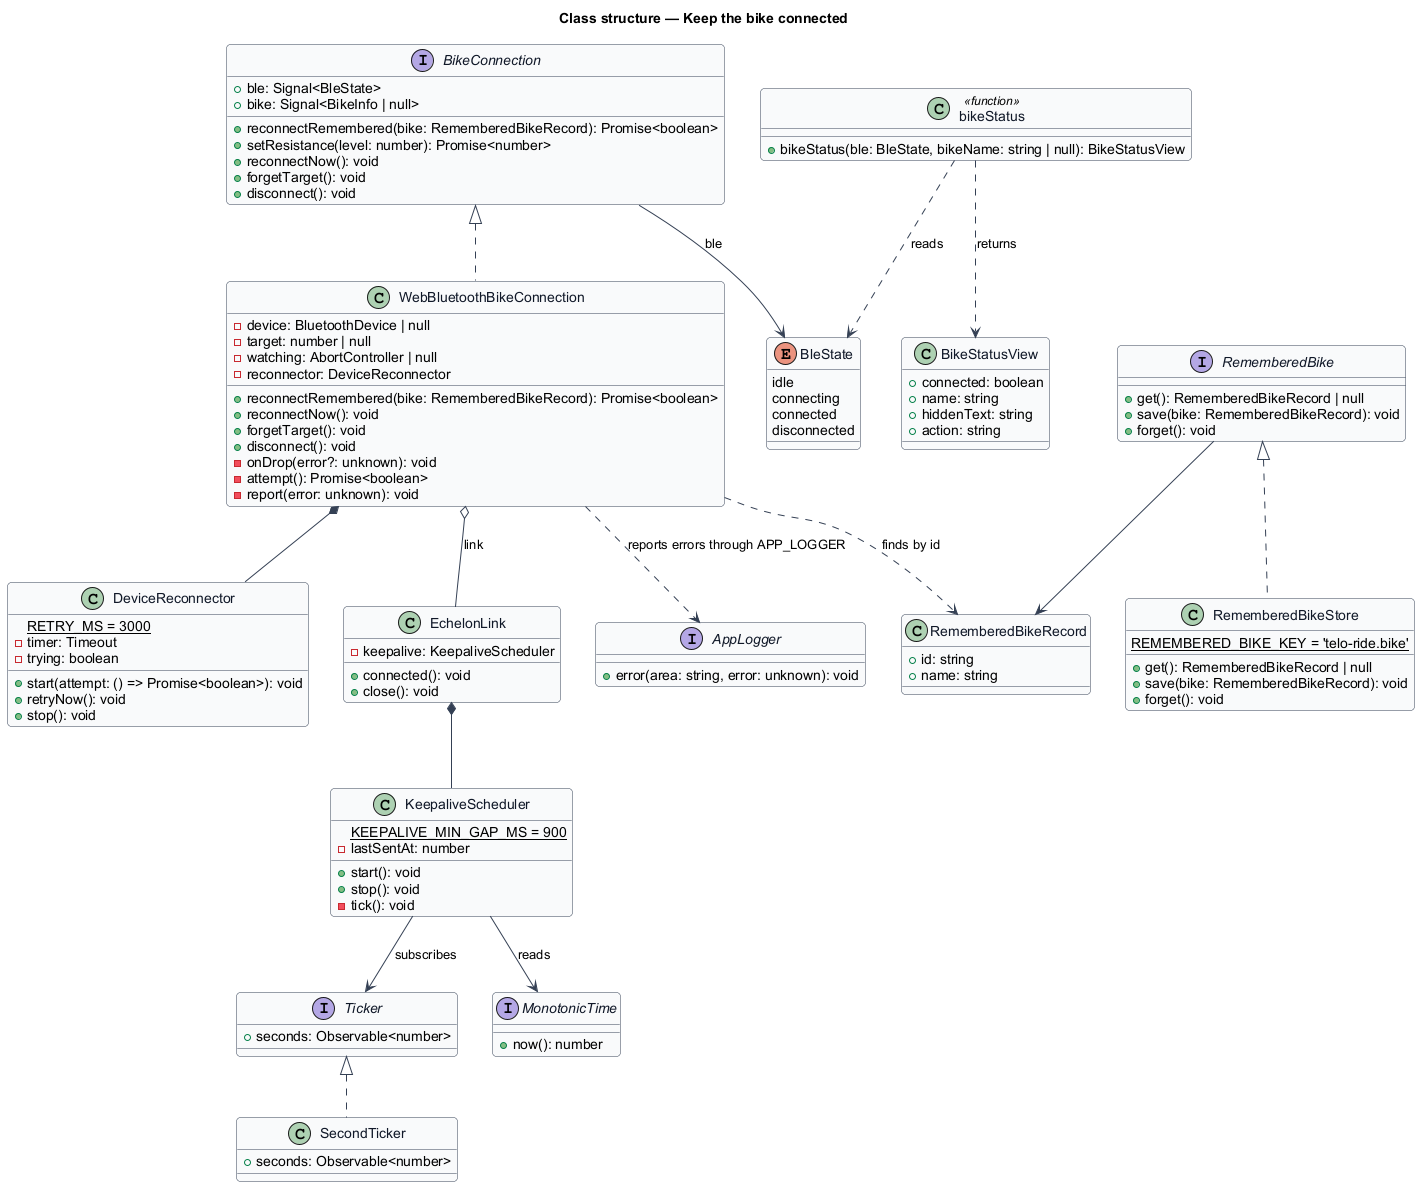 Class structure — Keep the bike connected
I BikeConnection
ble: Signal<BleState>
bike: Signal<BikeInfo | null>
reconnectRemembered(bike: RememberedBikeRecord): Promise<boolean>
setResistance(level: number): Promise<number>
reconnectNow(): void
forgetTarget(): void
disconnect(): void
C «function»
bikeStatus
bikeStatus(ble: BleState, bikeName: string | null): BikeStatusView
ble
reads
returns
C WebBluetoothBikeConnection
device: BluetoothDevice | null
target: number | null
watching: AbortController | null
reconnector: DeviceReconnector
reconnectRemembered(bike: RememberedBikeRecord): Promise<boolean>
reconnectNow(): void
forgetTarget(): void
disconnect(): void
onDrop(error?: unknown): void
attempt(): Promise<boolean>
report(error: unknown): void
E BleState
idle
connecting
connected
disconnected
C BikeStatusView
connected: boolean
name: string
hiddenText: string
action: string
I RememberedBike
get(): RememberedBikeRecord | null
save(bike: RememberedBikeRecord): void
forget(): void
link
reports errors through APP_LOGGER
finds by id
C DeviceReconnector
RETRY_MS = 3000
timer: Timeout
trying: boolean
start(attempt: () => Promise<boolean>): void
retryNow(): void
stop(): void
C EchelonLink
keepalive: KeepaliveScheduler
connected(): void
close(): void
I AppLogger
error(area: string, error: unknown): void
C RememberedBikeRecord
id: string
name: string
C RememberedBikeStore
REMEMBERED_BIKE_KEY = 'telo-ride.bike'
get(): RememberedBikeRecord | null
save(bike: RememberedBikeRecord): void
forget(): void
C KeepaliveScheduler
KEEPALIVE_MIN_GAP_MS = 900
lastSentAt: number
start(): void
stop(): void
tick(): void
subscribes
reads
I Ticker
seconds: Observable<number>
I MonotonicTime
now(): number
C SecondTicker
seconds: Observable<number>